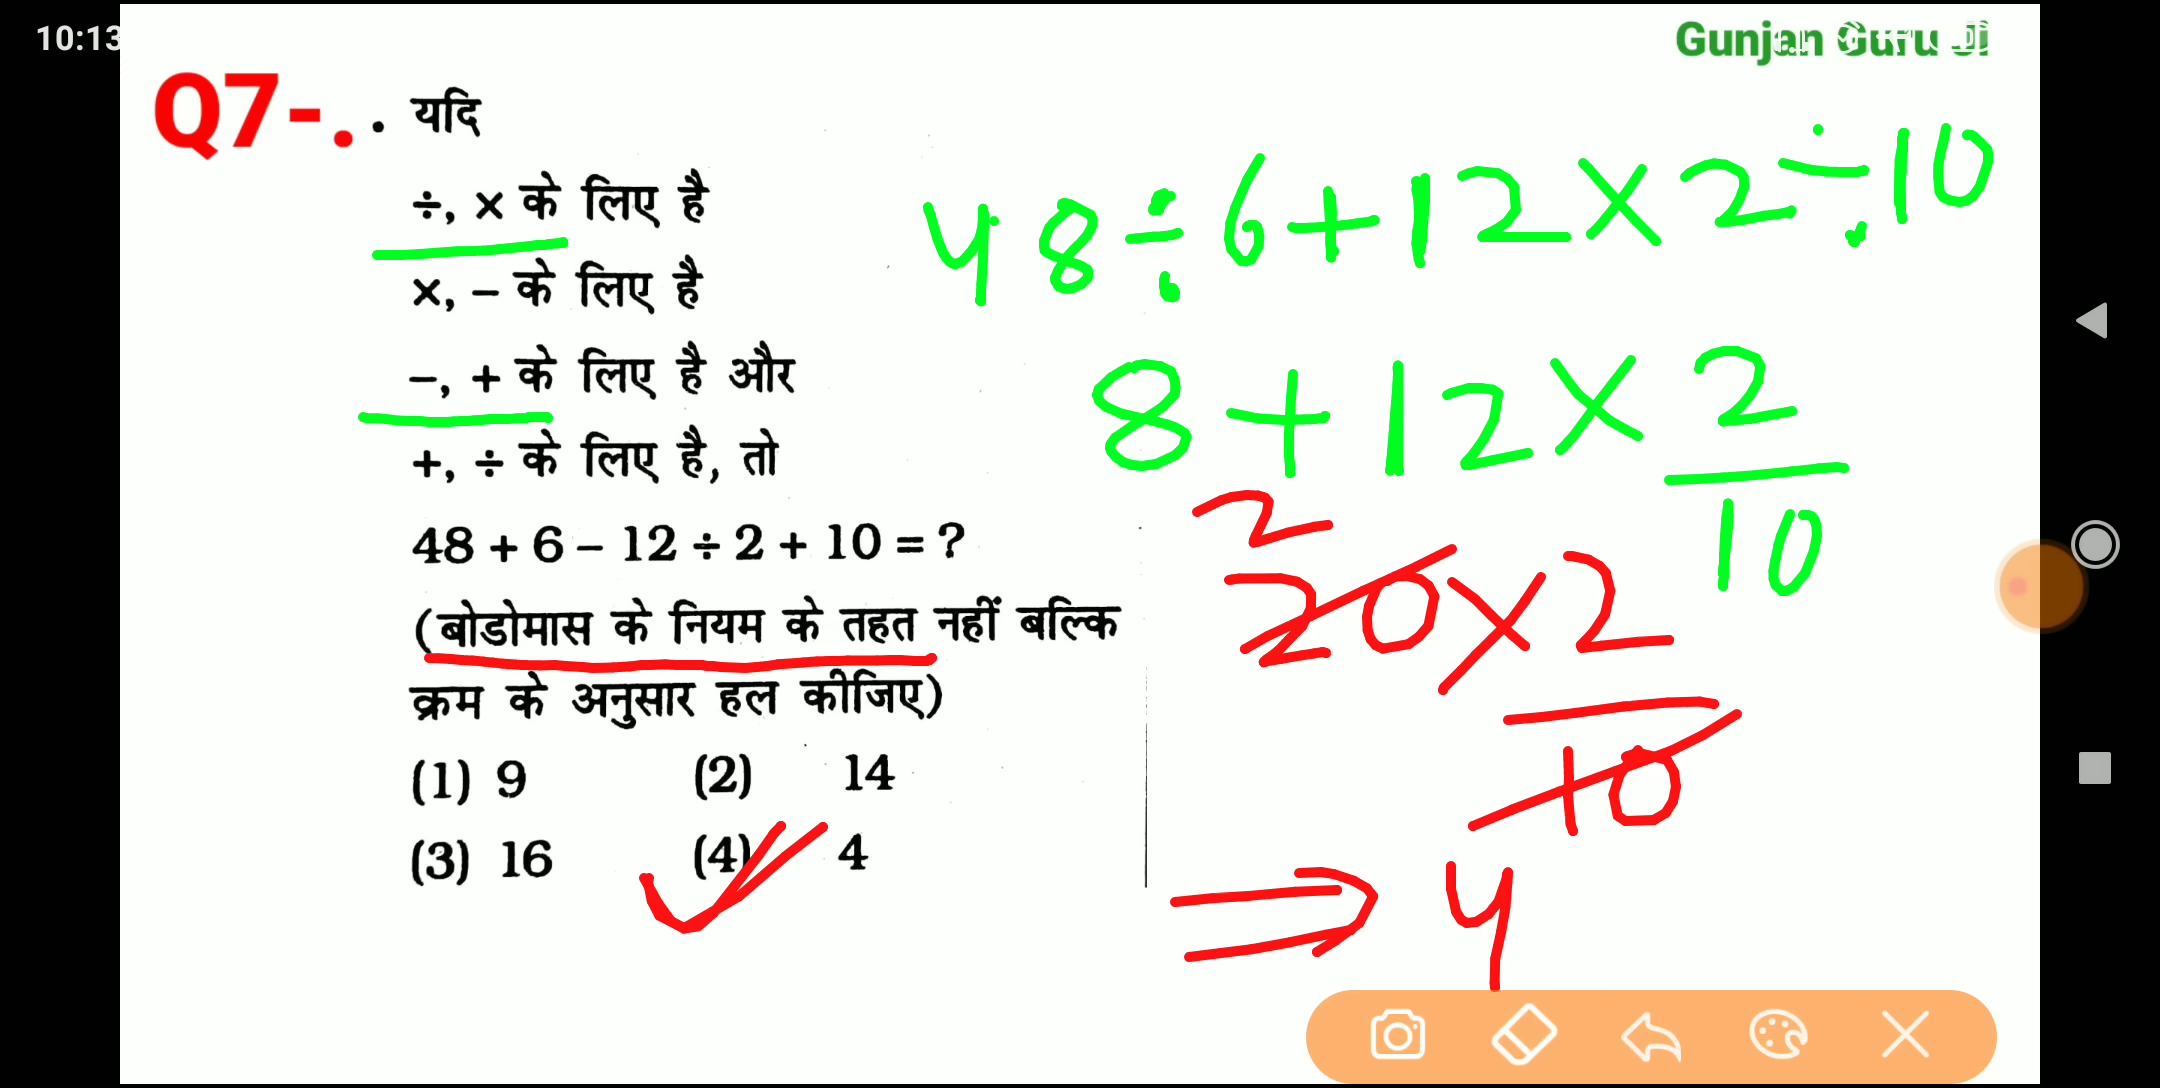 10:13
Gunjan Guru Ji
Q7-. . यदि
÷, × के लिए है
×, – के लिए है
–, + के लिए है और
+, ÷ के लिए है, तो
48 + 6 – 12 ÷ 2 + 10 = ?
(बोडोमास के नियम के तहत नहीं बल्कि
क्रम के अनुसार हल कीजिए)
(1) 9 (2) 14
(3) 16 (4) 4
48 ÷ 6 + 12 × 2 ÷ 10
8 + 12 × 2
10
2
20 × 2
10
⇒ 4